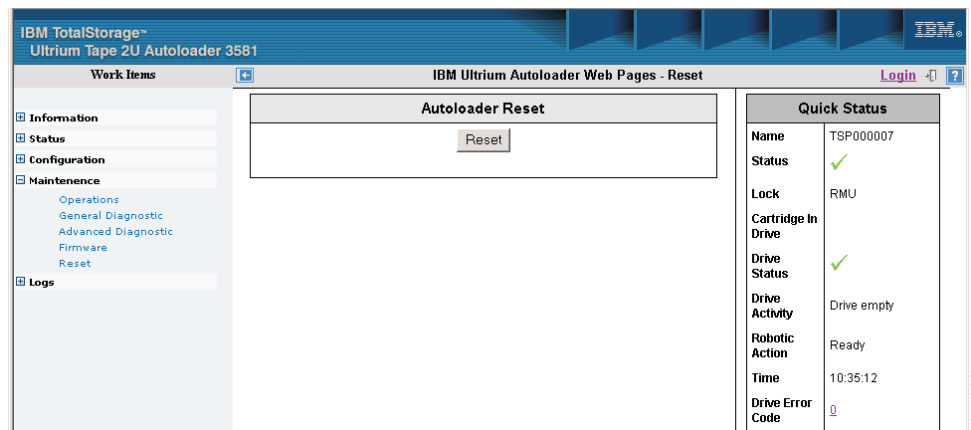 IBM TotalStorage™
Ultrium Tape 2U Autoloader 3581
IBM®
Work Items
IBM Ultrium Autoloader Web Pages - Reset
Login
?
Information
Status
Configuration
Maintenence
Operations
General Diagnostic
Advanced Diagnostic
Firmware
Reset
Logs
Autoloader Reset
Reset
Quick Status
Name TSP000007
Status
Lock RMU
Cartridge In
Drive
Drive
Status
Drive
Activity Drive empty
Robotic
Action Ready
Time 10:35:12
Drive Error
Code 0